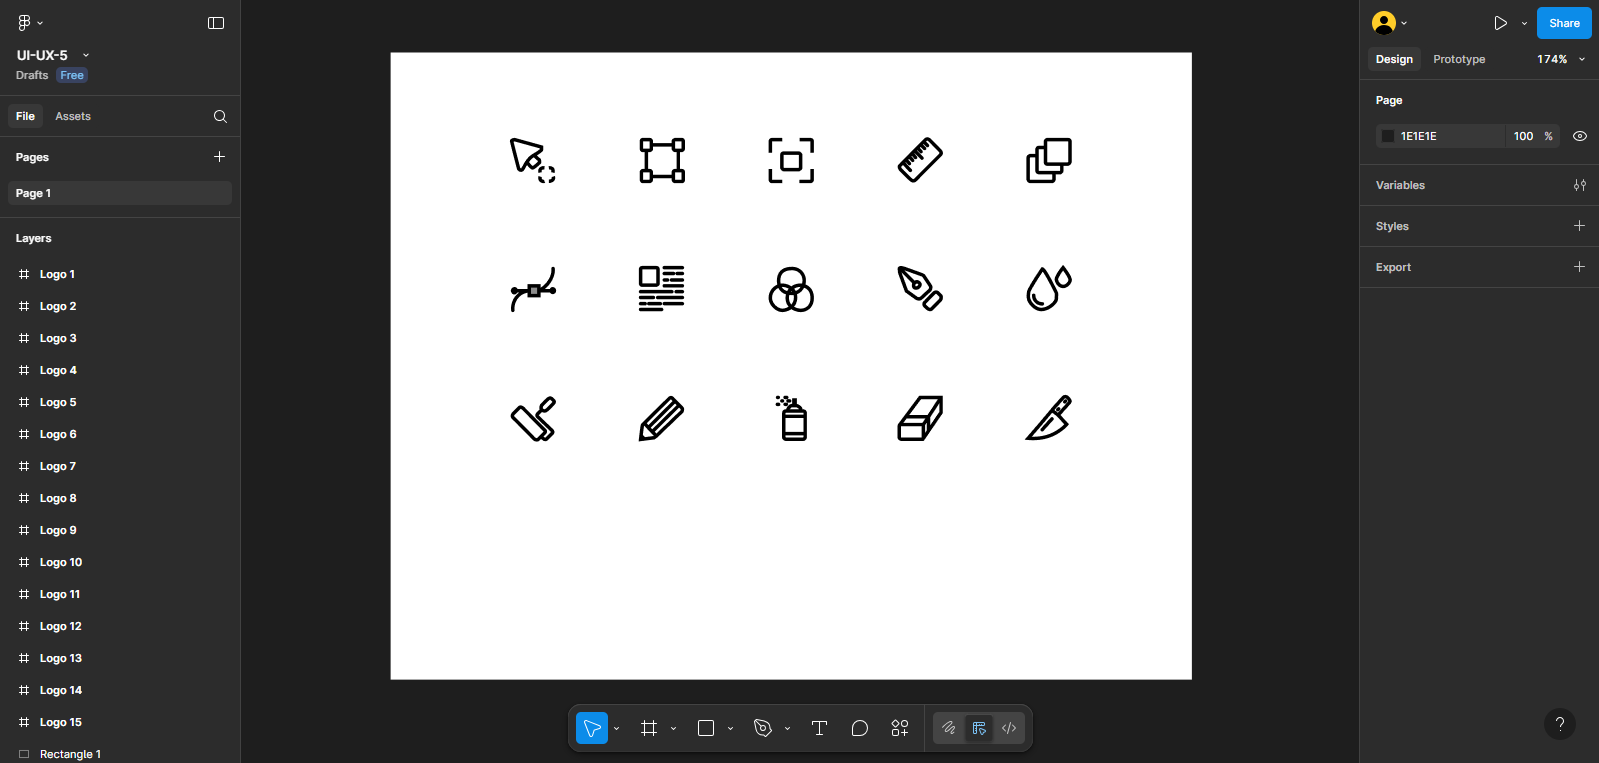 UI-UX-5
Drafts Free
File Assets
Pages
Page 1
Layers
Logo 1
Logo 2
Logo 3
Logo 4
Logo 5
Logo 6
Logo 7
Logo 8
Logo 9
Logo 10
Logo 11
Logo 12
Logo 13
Logo 14
Logo 15
Rectangle 1
Share
Design Prototype 174%
Page
1E1E1E 100 %
Variables
Styles
Export
?